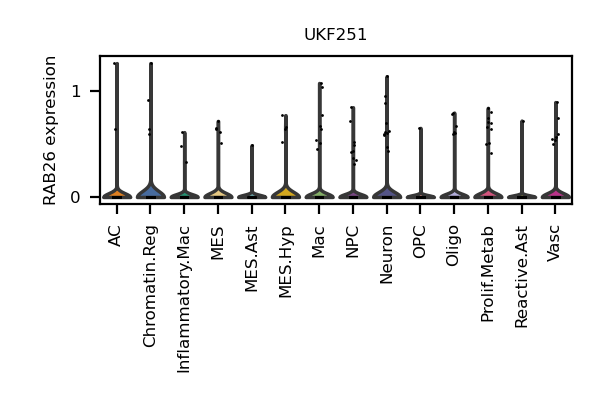 UKF251
RAB26 expression
1
0
AC
Chromatin.Reg
Inflammatory.Mac
MES
MES.Ast
MES.Hyp
Mac
NPC
Neuron
OPC
Oligo
Prolif.Metab
Reactive.Ast
Vasc